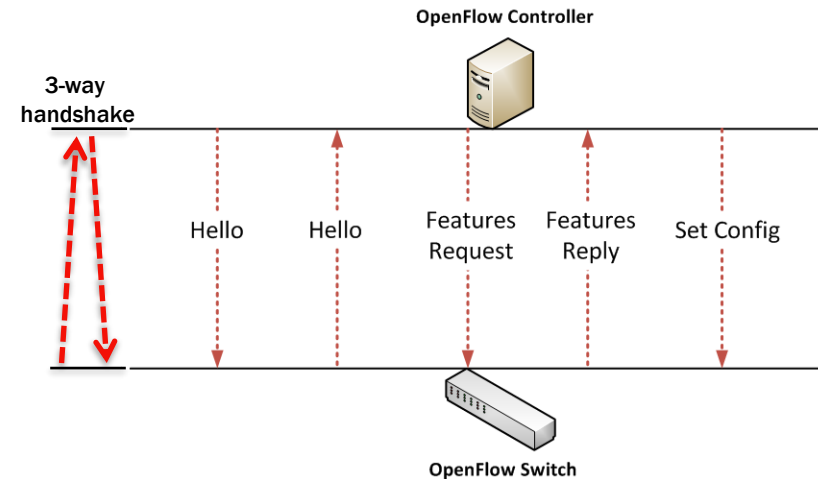 OpenFlow Controller
3-way
handshake
Hello
Hello
Features
Request
Features
Reply
Set Config
OpenFlow Switch